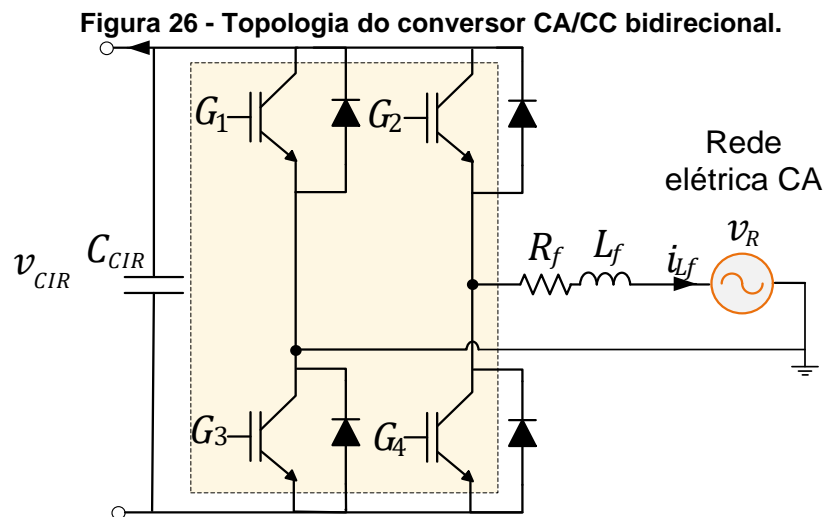 Figura 26 - Topologia do conversor CA/CC bidirecional.
G1
G2
Rede
elétrica CA
vCIR
CCIR
Rf
Lf
iLf
vR
G3
G4